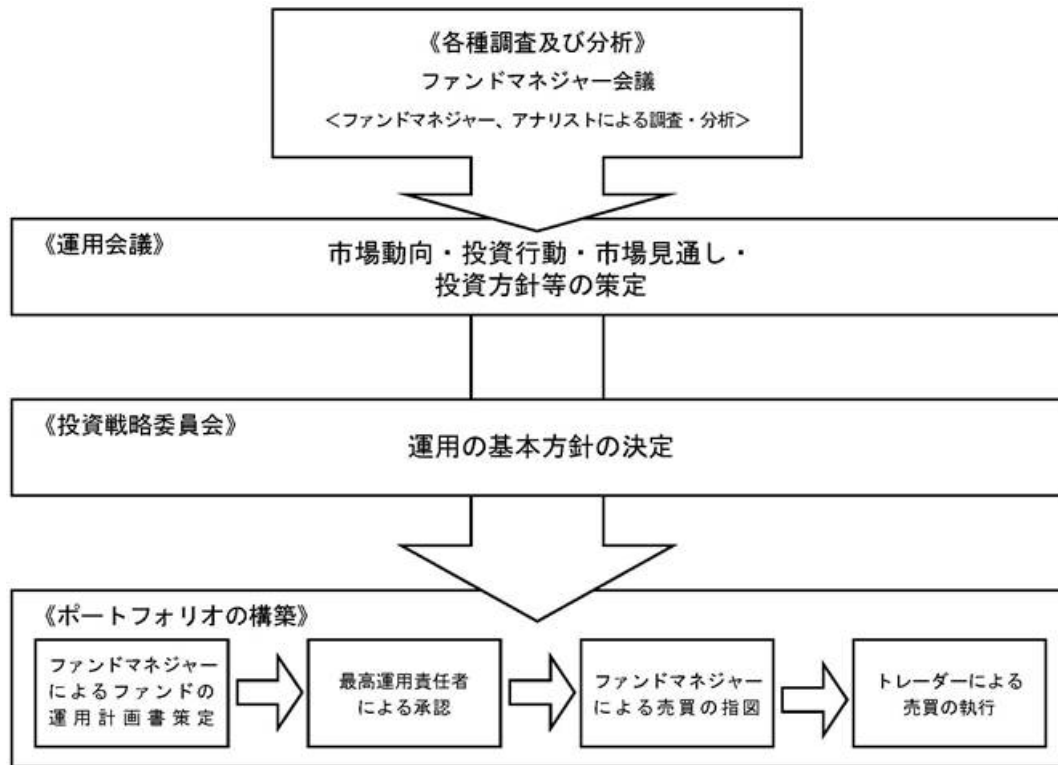 《各種調査及び分析》
ファンドマネジャー会議
<ファンドマネジャー、アナリストによる調査・分析>
《運用会議》
市場動向・投資行動・市場見通し・
投資方針等の策定
《投資戦略委員会》
運用の基本方針の決定
《ポートフォリオの構築》
ファンドマネジャー
によるファンドの
運用計画書策定
最高運用責任者
による承認
ファンドマネジャー
による売買の指図
トレーダーによる
売買の執行